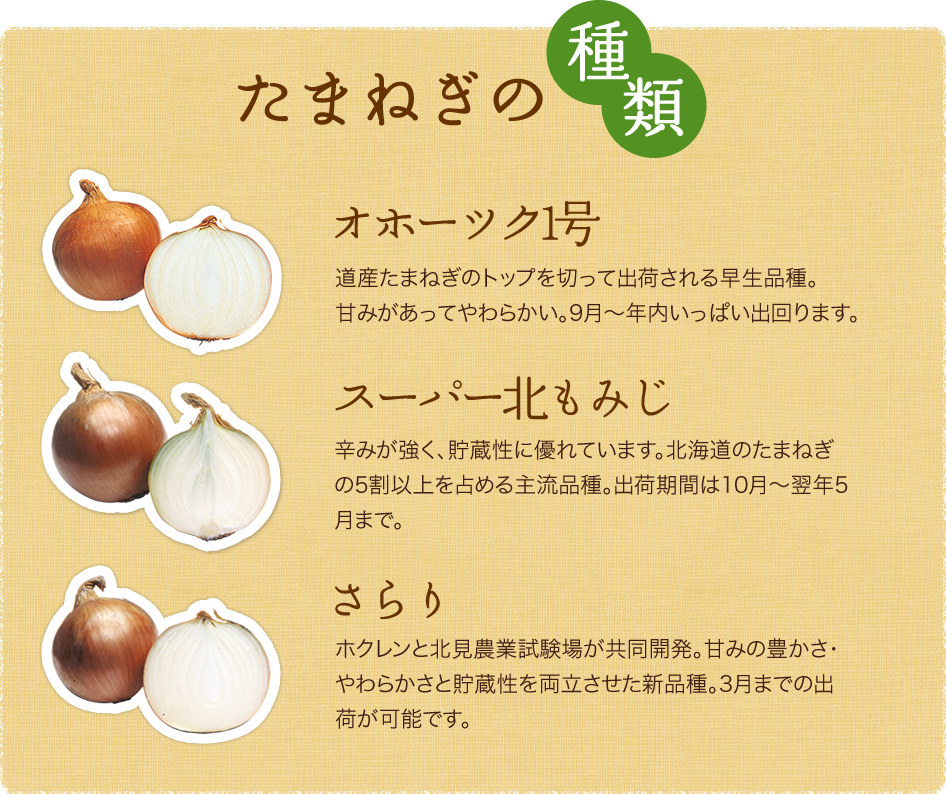 たまねぎの種類
オホーツク1号
道産たまねぎのトップを切って出荷される早生品種。
甘みがあってやわらかい。9月〜年内いっぱい出回ります。
スーパー北もみじ
辛みが強く、貯蔵性に優れています。北海道のたまねぎ
の5割以上を占める主流品種。出荷期間は10月〜翌年5
月まで。
さらり
ホクレンと北見農業試験場が共同開発。甘みの豊かさ・
やわらかさと貯蔵性を両立させた新品種。3月までの出
荷が可能です。